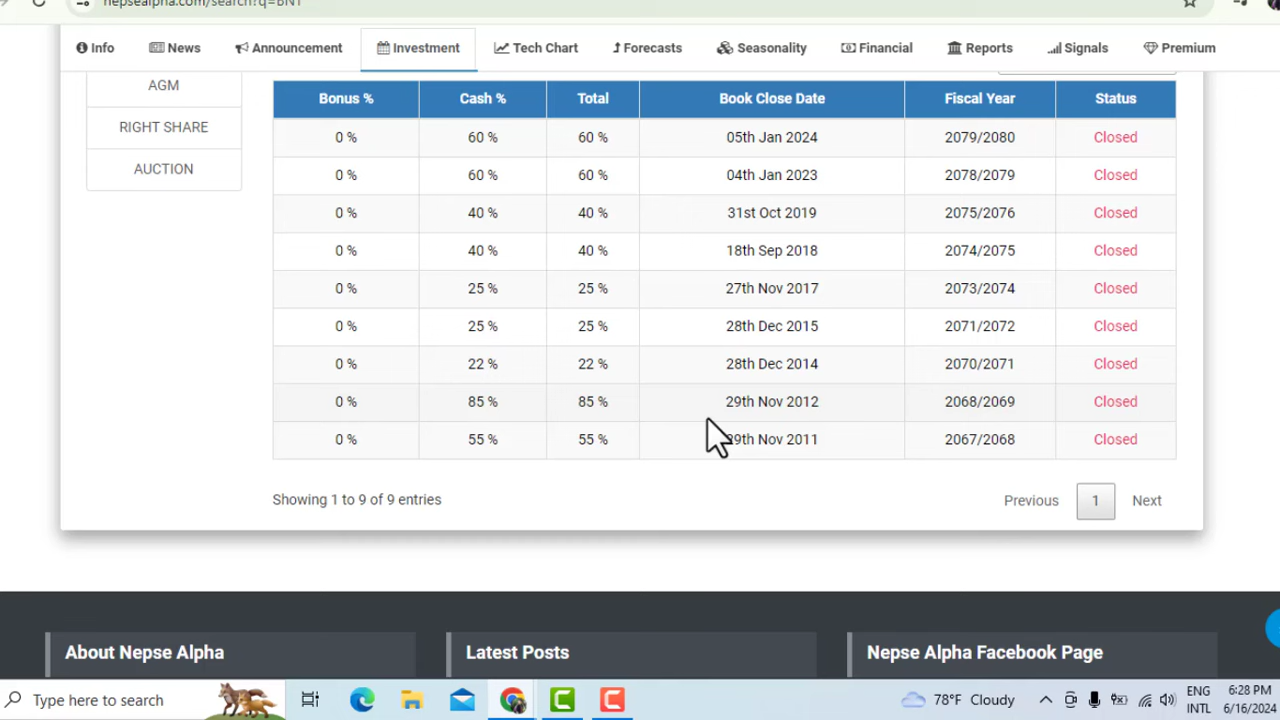 Info News Announcement Investment Tech Chart Forecasts Seasonality Financial Reports Signals Premium
AGM
RIGHT SHARE
AUCTION
Bonus % Cash % Total Book Close Date Fiscal Year Status
0 % 60 % 60 % 05th Jan 2024 2079/2080 Closed
0 % 60 % 60 % 04th Jan 2023 2078/2079 Closed
0 % 40 % 40 % 31st Oct 2019 2075/2076 Closed
0 % 40 % 40 % 18th Sep 2018 2074/2075 Closed
0 % 25 % 25 % 27th Nov 2017 2073/2074 Closed
0 % 25 % 25 % 28th Dec 2015 2071/2072 Closed
0 % 22 % 22 % 28th Dec 2014 2070/2071 Closed
0 % 85 % 85 % 29th Nov 2012 2068/2069 Closed
0 % 55 % 55 % Nov 2011 2067/2068 Closed
Showing 1 to 9 of 9 entries
Previous 1 Next
About Nepse Alpha Latest Posts Nepse Alpha Facebook Page
Type here to search
78°F Cloudy
ENG
INTL
6:28 PM
6/16/2024